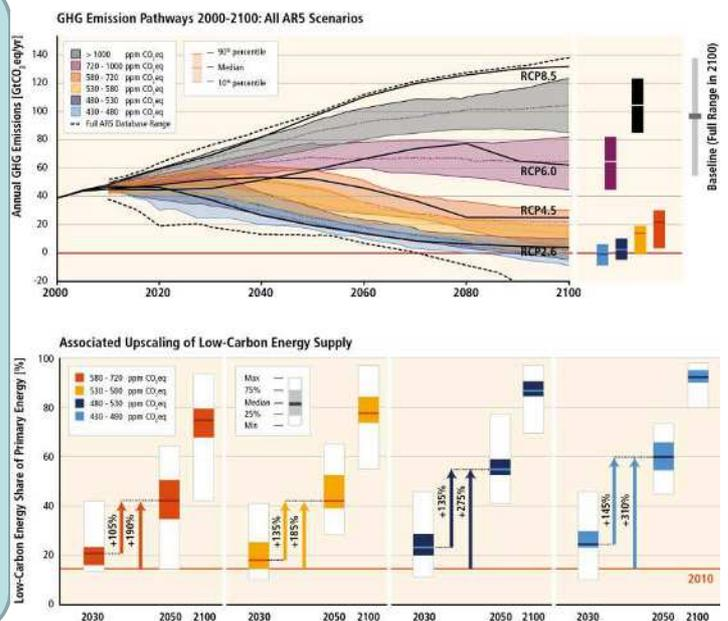 GHG Emission Pathways 2000-2100: All AR5 Scenarios
Annual GHG Emissions [GtCO2eq/yr]
140
120
100
80
60
40
20
0
-20
2000
2020
2040
2060
2080
2100
> 1000 ppm CO2eq
720 - 1000 ppm CO2eq
580 - 720 ppm CO2eq
530 - 580 ppm CO2eq
480 - 530 ppm CO2eq
430 - 480 ppm CO2eq
Full AR5 Database Range
90th percentile
Median
10th percentile
RCP8.5
RCP6.0
RCP4.5
RCP2.6
Baseline (Full Range in 2100)
Associated Upscaling of Low-Carbon Energy Supply
Low-Carbon Energy Share of Primary Energy [%]
100
80
60
40
20
0
580 - 720 ppm CO2eq
530 - 580 ppm CO2eq
480 - 530 ppm CO2eq
430 - 480 ppm CO2eq
Max
75%
Median
25%
Min
+105%
+190%
+135%
+185%
+135%
+275%
+145%
+310%
2010
2030 2050 2100
2030 2050 2100
2030 2050 2100
2030 2050 2100